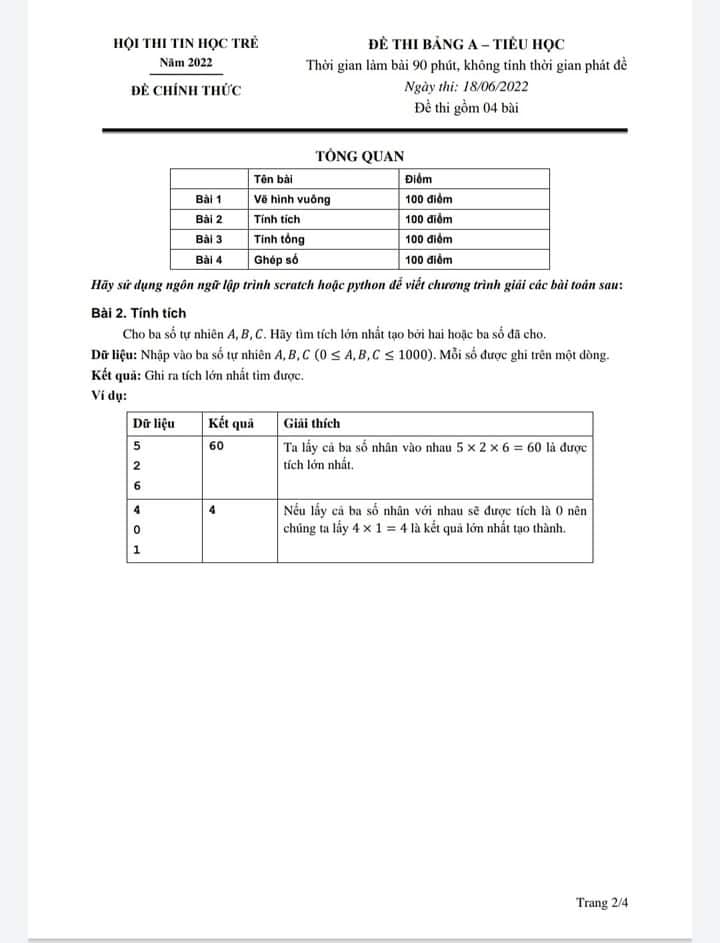 HỘI THI TIN HỌC TRẺ
Năm 2022
ĐỀ CHÍNH THỨC
ĐỀ THI BẢNG A – TIỂU HỌC
Thời gian làm bài 90 phút, không tính thời gian phát đề
Ngày thi: 18/06/2022
Đề thi gồm 04 bài
TỔNG QUAN
Tên bài Điểm
Bài 1 Vẽ hình vuông 100 điểm
Bài 2 Tính tích 100 điểm
Bài 3 Tính tổng 100 điểm
Bài 4 Ghép số 100 điểm
Hãy sử dụng ngôn ngữ lập trình scratch hoặc python để viết chương trình giải các bài toán sau:
Bài 2. Tính tích
Cho ba số tự nhiên A, B, C. Hãy tìm tích lớn nhất tạo bởi hai hoặc ba số đã cho.
Dữ liệu: Nhập vào ba số tự nhiên A, B, C (0 ≤ A, B, C ≤ 1000). Mỗi số được ghi trên một dòng.
Kết quả: Ghi ra tích lớn nhất tìm được.
Ví dụ:
Dữ liệu Kết quả Giải thích
5 60 Ta lấy cả ba số nhân vào nhau 5 × 2 × 6 = 60 là được
2 tích lớn nhất.
6
4 4 Nếu lấy cả ba số nhân với nhau sẽ được tích là 0 nên
0 chúng ta lấy 4 × 1 = 4 là kết quả lớn nhất tạo thành.
1
Trang 2/4